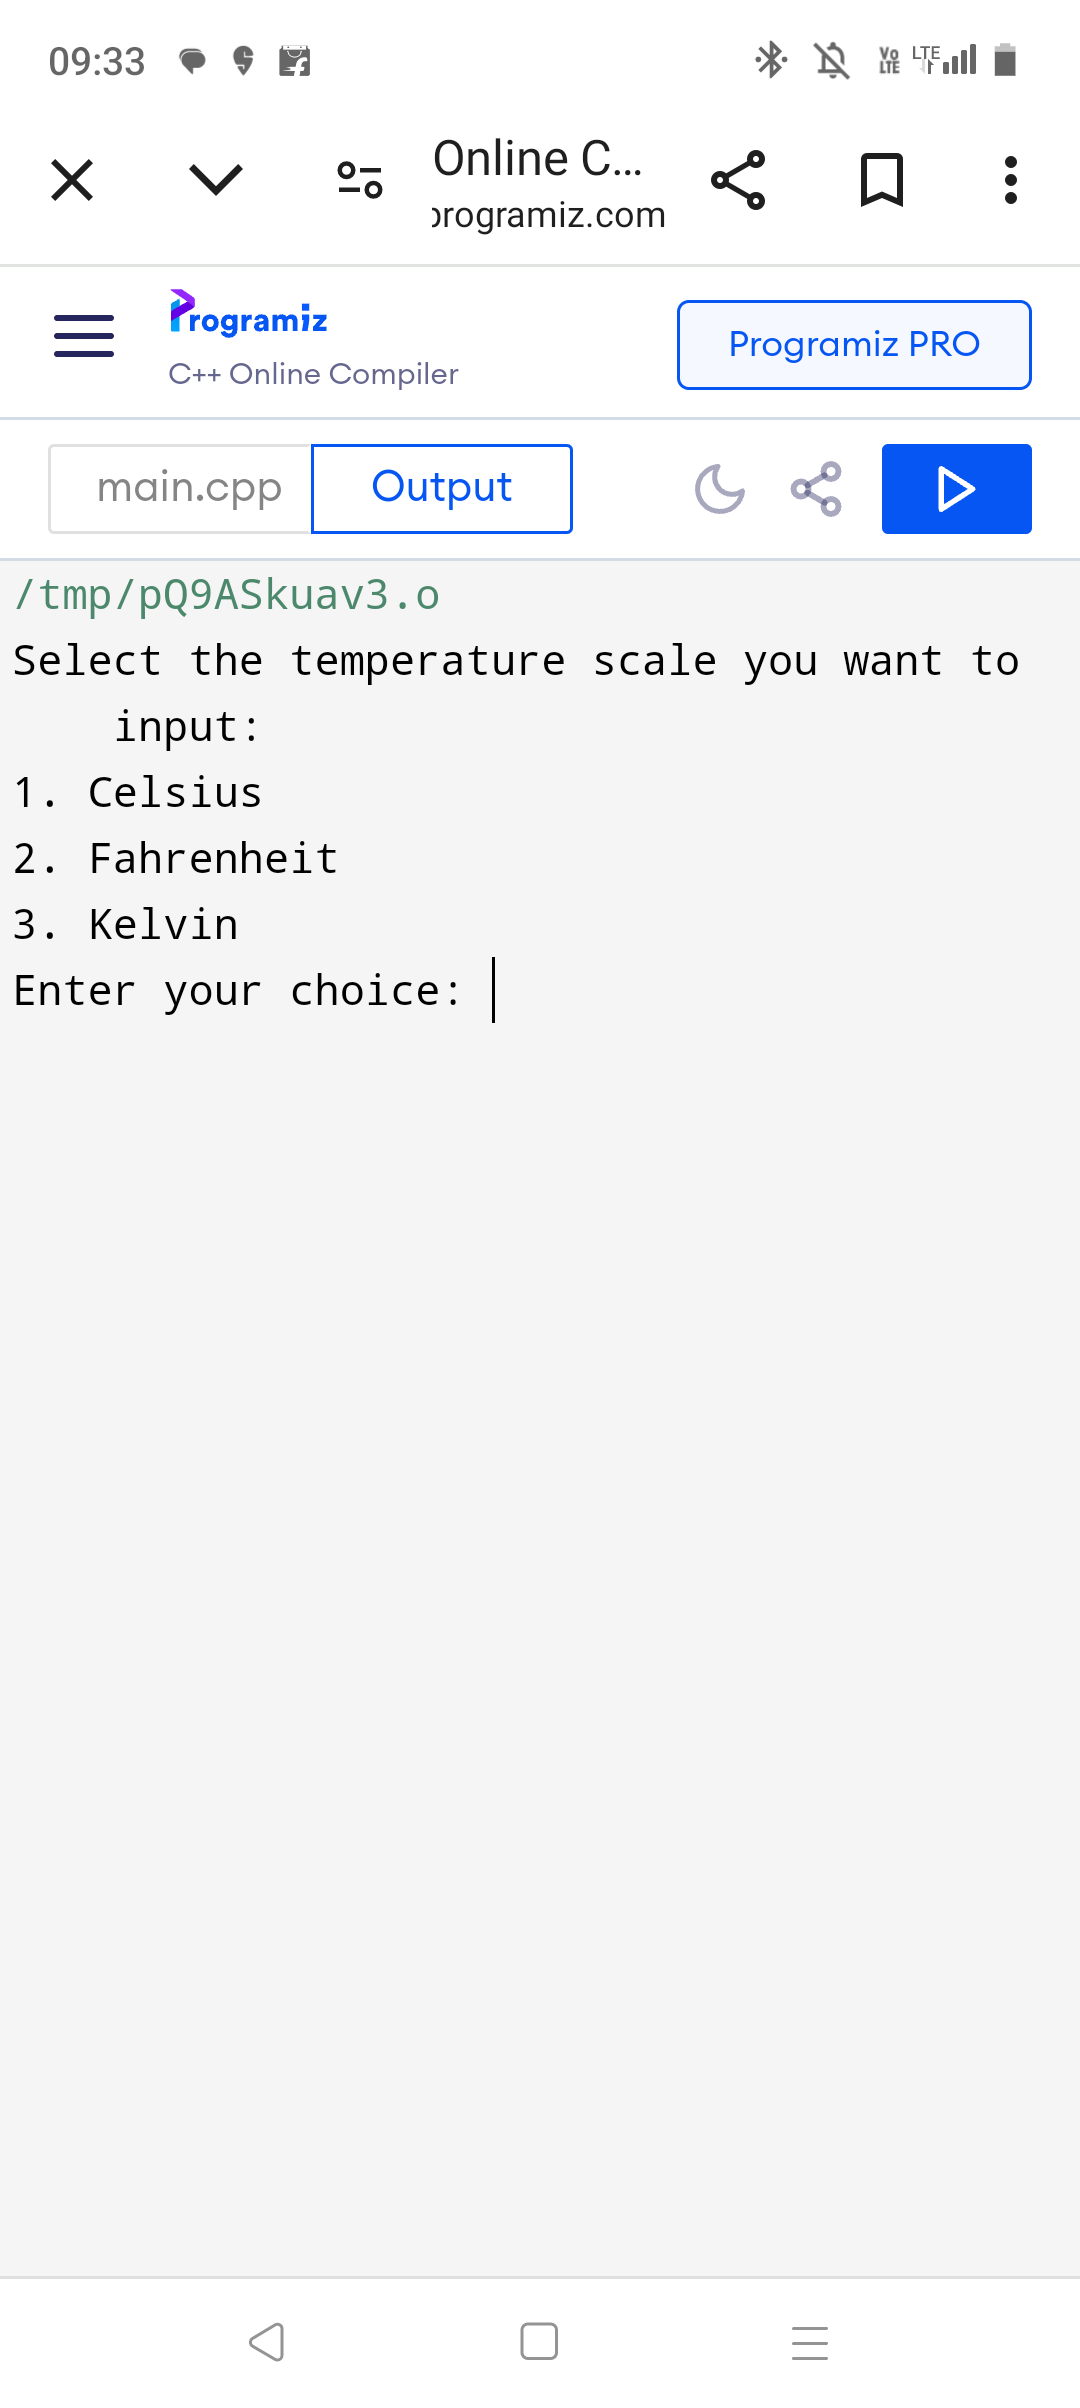 09:33
Vo LTE
LTE
Online C...
programiz.com
Programiz
C++ Online Compiler
Programiz PRO
main.cpp
Output
/tmp/pQ9ASkuav3.o
Select the temperature scale you want to
input:
1. Celsius
2. Fahrenheit
3. Kelvin
Enter your choice: